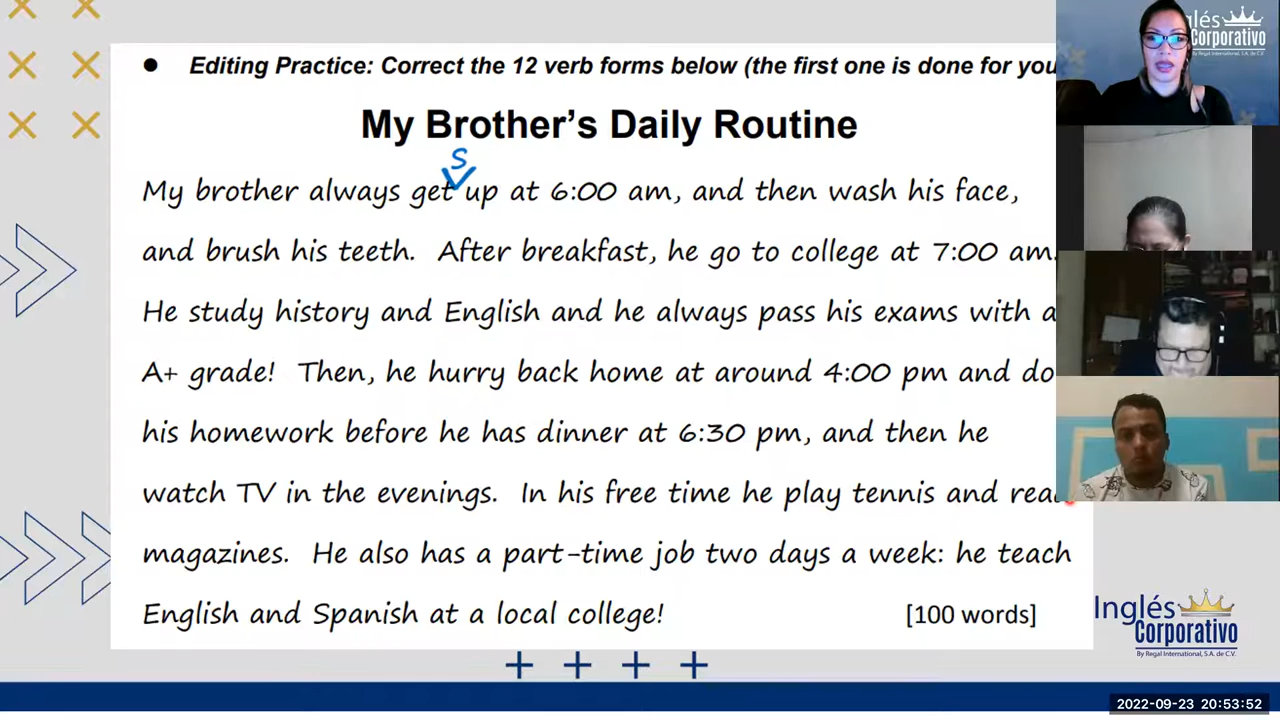 Editing Practice: Correct the 12 verb forms below (the first one is done for you
My Brother's Daily Routine
S
My brother always get up at 6:00 am, and then wash his face,
and brush his teeth. After breakfast, he go to college at 7:00 am.
He study history and English and he always pass his exams with a
A+ grade! Then, he hurry back home at around 4:00 pm and do
his homework before he has dinner at 6:30 pm, and then he
watch TV in the evenings. In his free time he play tennis and
magazines. He also has a part-time job two days a week: he teach
English and Spanish at a local college!
[100 words]
Inglés
Corporativo
By Regal International, S.A. de C.V.
glés
Corporativo
By Regal International, S.A. de C.V.
2022-09-23 20:53:52